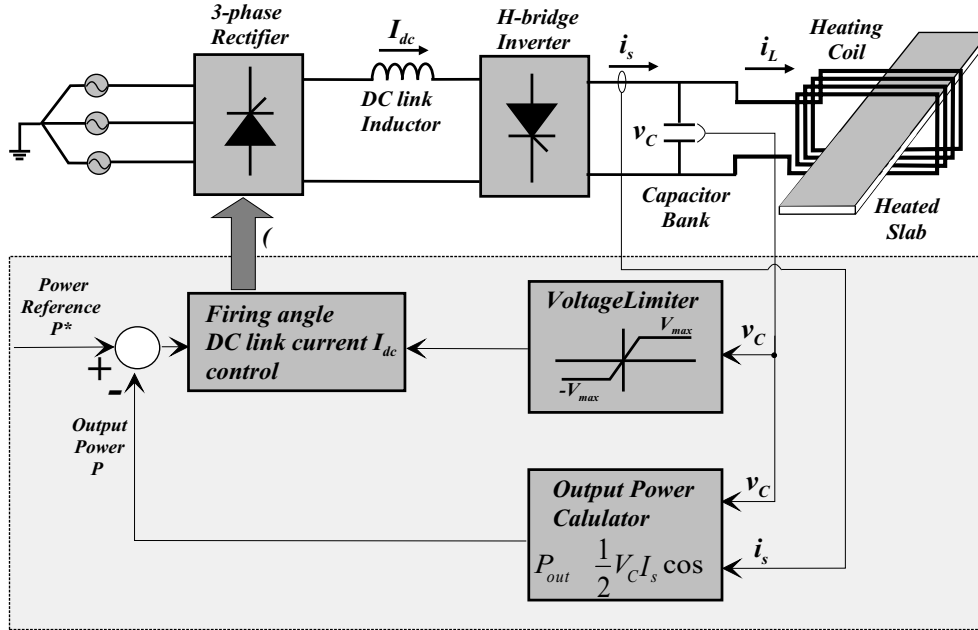 3-phase
Rectifier
I_dc
DC link
Inductor
H-bridge
Inverter
i_s
i_L
Heating
Coil
v_C
Capacitor
Bank
Heated
Slab
(
Power
Reference
P*
+
-
Firing angle
DC link current I_dc
control
VoltageLimiter
V_max
-V_max
v_C
Output
Power
P
Output Power
Calulator
P_out 1/2 V_C I_s cos
v_C
i_s